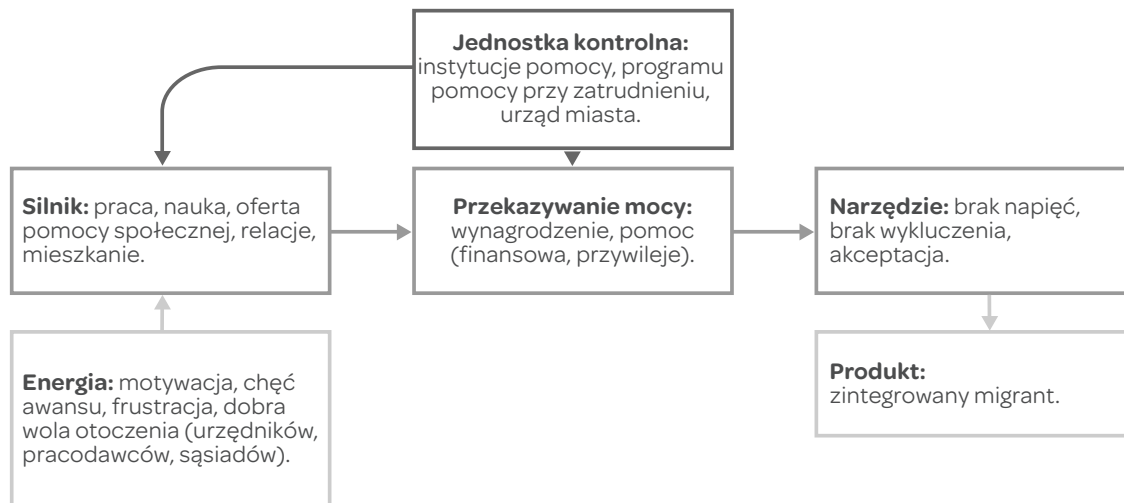 Jednostka kontrolna:
instytucje pomocy, programu
pomocy przy zatrudnieniu,
urząd miasta.
Silnik: praca, nauka, oferta
pomocy społecznej, relacje,
mieszkanie.
Przekazywanie mocy:
wynagrodzenie, pomoc
(finansowa, przywileje).
Narzędzie: brak napięć,
brak wykluczenia,
akceptacja.
Energia: motywacja, chęć
awansu, frustracja, dobra
wola otoczenia (urzędników,
pracodawców, sąsiadów).
Produkt:
zintegrowany migrant.